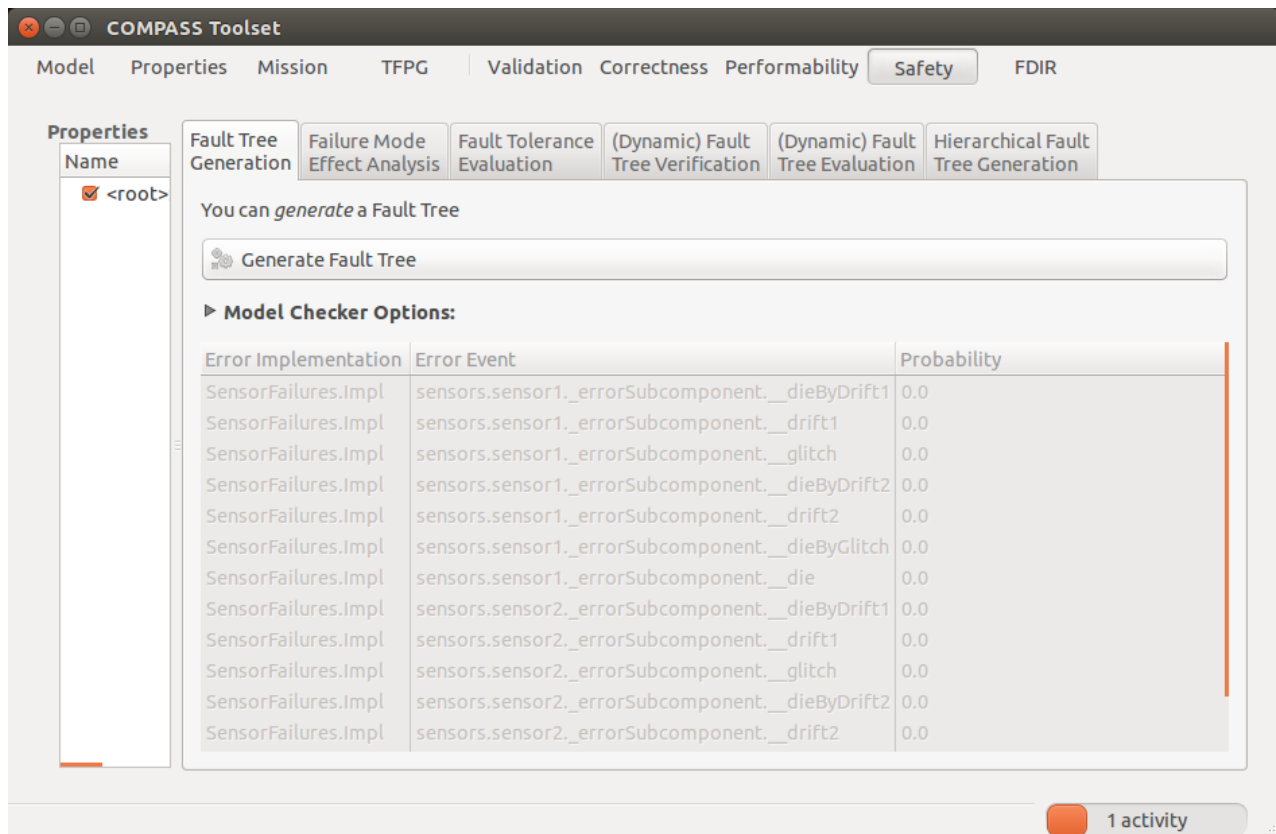 COMPASS Toolset
Model Properties Mission TFPG Validation Correctness Performability Safety FDIR
Properties
Name
<root>
Fault Tree Generation
Failure Mode Effect Analysis
Fault Tolerance Evaluation
(Dynamic) Fault Tree Verification
(Dynamic) Fault Tree Evaluation
Hierarchical Fault Tree Generation
You can generate a Fault Tree
Generate Fault Tree
Model Checker Options:
Error Implementation Error Event Probability
SensorFailures.Impl sensors.sensor1._errorSubcomponent.__dieByDrift1 0.0
SensorFailures.Impl sensors.sensor1._errorSubcomponent.__drift1 0.0
SensorFailures.Impl sensors.sensor1._errorSubcomponent.__glitch 0.0
SensorFailures.Impl sensors.sensor1._errorSubcomponent.__dieByDrift2 0.0
SensorFailures.Impl sensors.sensor1._errorSubcomponent.__drift2 0.0
SensorFailures.Impl sensors.sensor1._errorSubcomponent.__dieByGlitch 0.0
SensorFailures.Impl sensors.sensor1._errorSubcomponent.__die 0.0
SensorFailures.Impl sensors.sensor2._errorSubcomponent.__dieByDrift1 0.0
SensorFailures.Impl sensors.sensor2._errorSubcomponent.__drift1 0.0
SensorFailures.Impl sensors.sensor2._errorSubcomponent.__glitch 0.0
SensorFailures.Impl sensors.sensor2._errorSubcomponent.__dieByDrift2 0.0
SensorFailures.Impl sensors.sensor2._errorSubcomponent.__drift2 0.0
1 activity